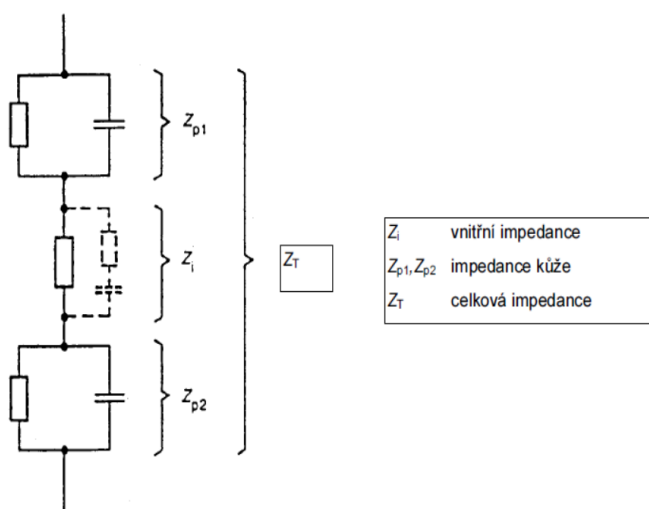 Zp1
Zi
ZT
Zp2
Zi vnitřní impedance
Zp1,Zp2 impedance kůže
ZT celková impedance